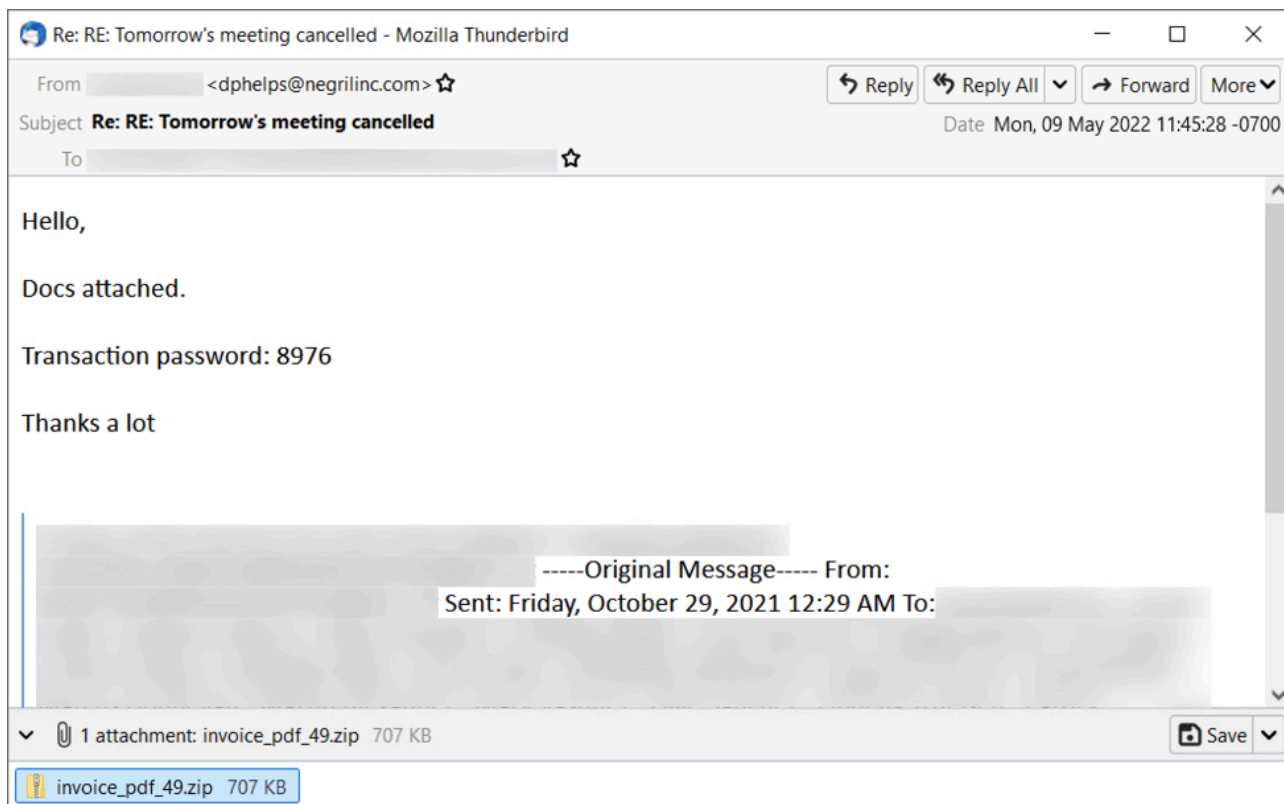 Re: RE: Tomorrow's meeting cancelled - Mozilla Thunderbird
From <dphelps@negrilinc.com>
Reply Reply All Forward More
Subject Re: RE: Tomorrow's meeting cancelled
Date Mon, 09 May 2022 11:45:28 -0700
To
Hello,
Docs attached.
Transaction password: 8976
Thanks a lot
-----Original Message----- From:
Sent: Friday, October 29, 2021 12:29 AM To:
1 attachment: invoice_pdf_49.zip 707 KB
Save
invoice_pdf_49.zip 707 KB